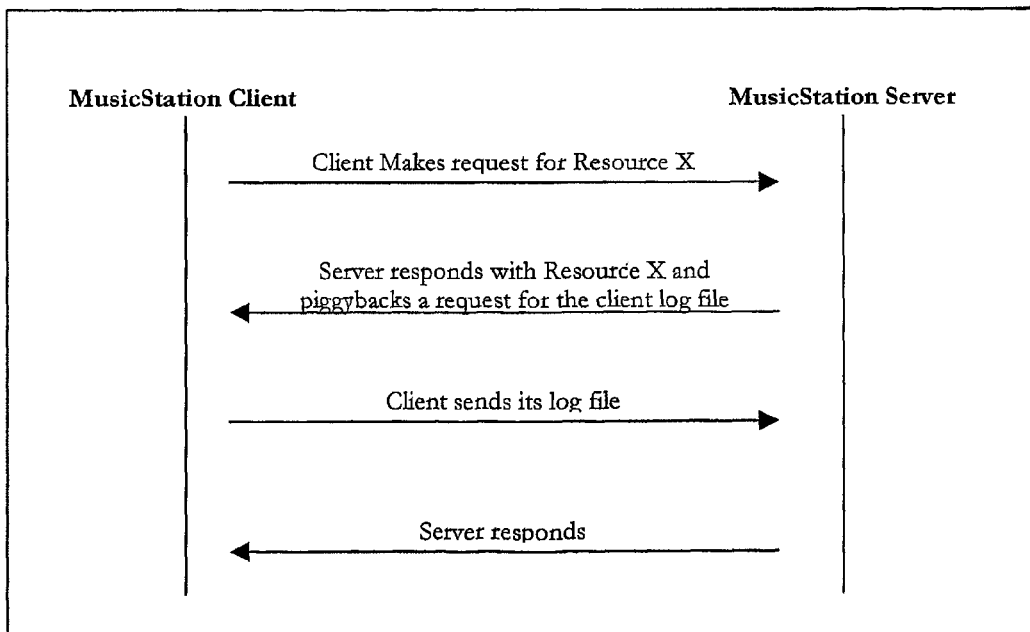 MusicStation Client
MusicStation Server
Client Makes request for Resource X
Server responds with Resource X and
piggybacks a request for the client log file
Client sends its log file
Server responds